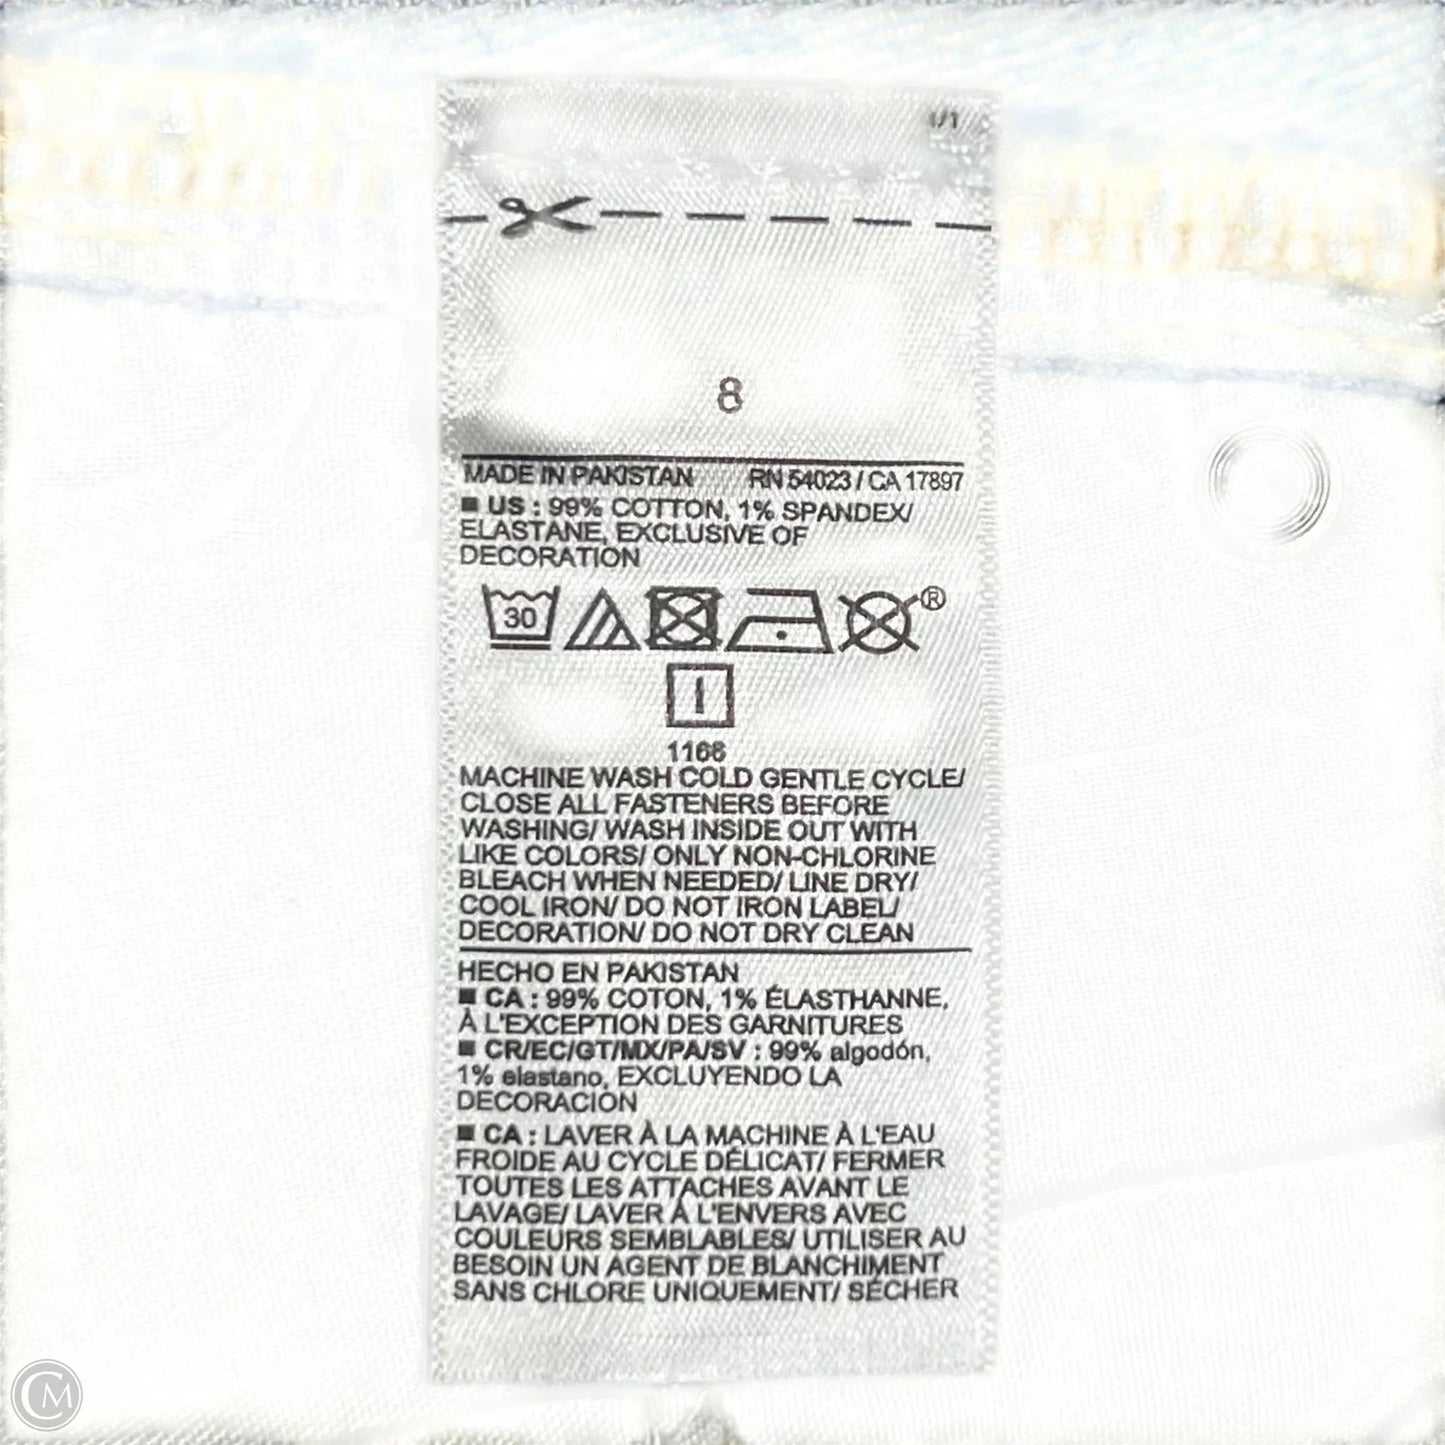 1/1
8
MADE IN PAKISTAN RN 54023 / CA 17897
■ US : 99% COTTON, 1% SPANDEX/
ELASTANE, EXCLUSIVE OF
DECORATION
30
®
1166
MACHINE WASH COLD GENTLE CYCLE/
CLOSE ALL FASTENERS BEFORE
WASHING/ WASH INSIDE OUT WITH
LIKE COLORS/ ONLY NON-CHLORINE
BLEACH WHEN NEEDED/ LINE DRY/
COOL IRON/ DO NOT IRON LABEL/
DECORATION/ DO NOT DRY CLEAN
HECHO EN PAKISTAN
■ CA : 99% COTON, 1% ÉLASTHANNE,
À L'EXCEPTION DES GARNITURES
■ CR/EC/GT/MX/PA/SV : 99% algodón,
1% elastano, EXCLUYENDO LA
DECORACIÓN
■ CA : LAVER À LA MACHINE À L'EAU
FROIDE AU CYCLE DÉLICAT/ FERMER
TOUTES LES ATTACHES AVANT LE
LAVAGE/ LAVER À L'ENVERS AVEC
COULEURS SEMBLABLES/ UTILISER AU
BESOIN UN AGENT DE BLANCHIMENT
SANS CHLORE UNIQUEMENT/ SÉCHER
CM